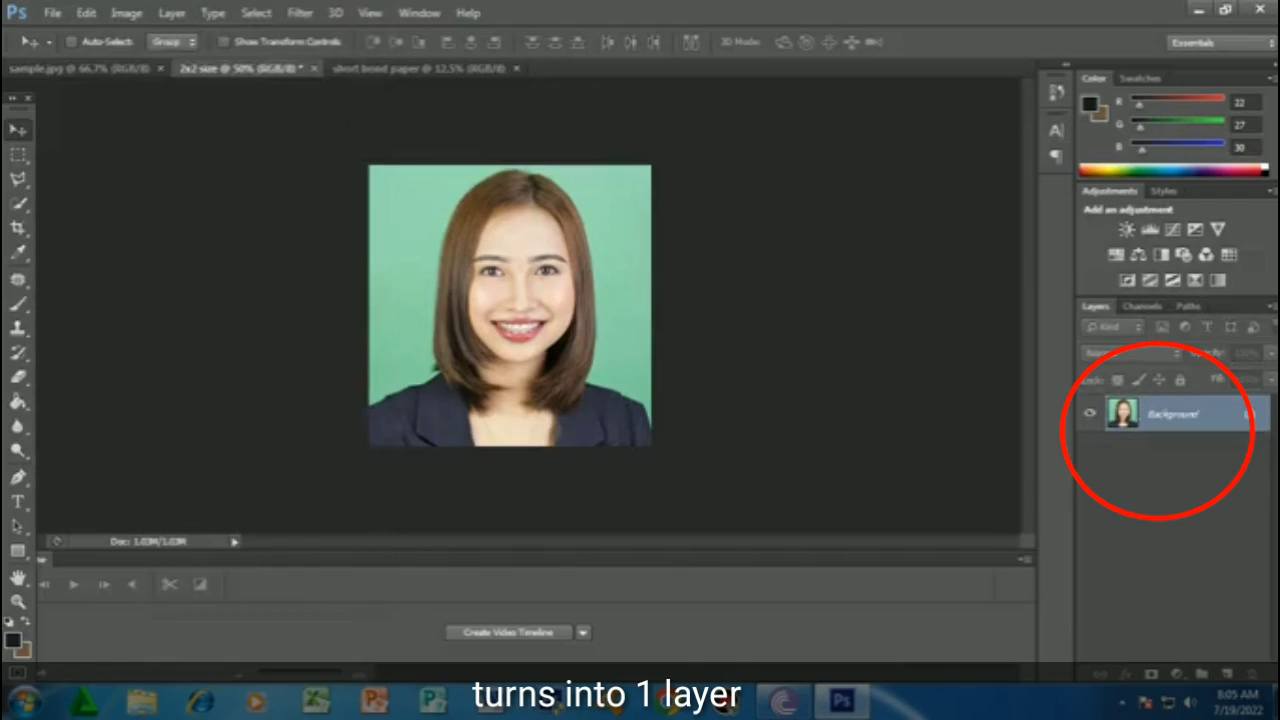 Ps File Edit Image Layer Type Select Filter 3D View Window Help
Auto-Select: Group Show Transform Controls 3D Mode: Essentials
sample.jpg @ 66.7% (RGB/8) × 2x2 size @ 50% (RGB/8) * × short bond paper @ 12.5% (RGB/8) ×
Color Swatches
R 22
G 27
B 30
Adjustments Styles
Add an adjustment
Layers Channels Paths
Kind
Opacity: 100%
Fill:
Background
Doc: 1.03M/1.03M
Create Video Timeline
turns into 1 layer
8:05 AM
7/19/2022